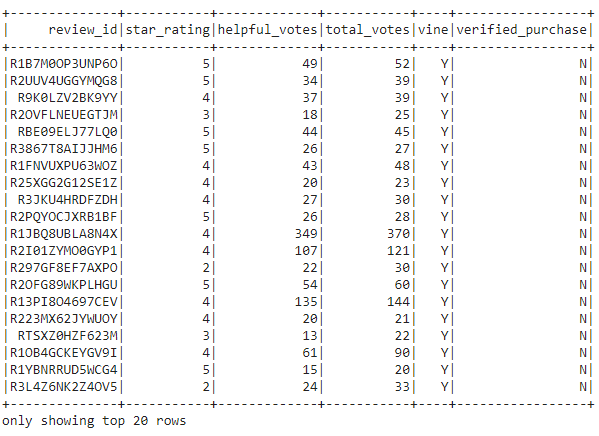 +--------------+-----------+-------------+-----------+----+-----------------+
|     review_id|star_rating|helpful_votes|total_votes|vine|verified_purchase|
+--------------+-----------+-------------+-----------+----+-----------------+
|R1B7M0OP3UNP6O|          5|           49|         52|   Y|                N|
|R2UUV4UGGYMQG8|          5|           34|         39|   Y|                N|
| R9K0LZV2BK9YY|          4|           37|         39|   Y|                N|
|R2OVFLNEUEGTJM|          3|           18|         25|   Y|                N|
| RBE09ELJ77LQ0|          5|           44|         45|   Y|                N|
|R3867T8AIJJHM6|          5|           26|         27|   Y|                N|
|R1FNVUXPU63WOZ|          4|           43|         48|   Y|                N|
|R25XGG2G12SE1Z|          4|           20|         23|   Y|                N|
| R3JKU4HRDFZDH|          4|           27|         30|   Y|                N|
|R2PQYOCJXRB1BF|          5|           26|         28|   Y|                N|
|R1JBQ8UBLA8N4X|          4|          349|        370|   Y|                N|
|R2I01ZYMO0GYP1|          4|          107|        121|   Y|                N|
|R297GF8EF7AXPO|          2|           22|         30|   Y|                N|
|R2OFG89WKPLHGU|          5|           54|         60|   Y|                N|
|R13PI8O4697CEV|          4|          135|        144|   Y|                N|
|R223MX62JYWUOY|          4|           20|         21|   Y|                N|
| RTSXZ0HZF623M|          3|           13|         22|   Y|                N|
|R1OB4GCKEYGV9I|          4|           61|         90|   Y|                N|
|R1YBNRRUD5WCG4|          5|           15|         20|   Y|                N|
|R3L4Z6NK2Z4OV5|          2|           24|         33|   Y|                N|
+--------------+-----------+-------------+-----------+----+-----------------+
only showing top 20 rows